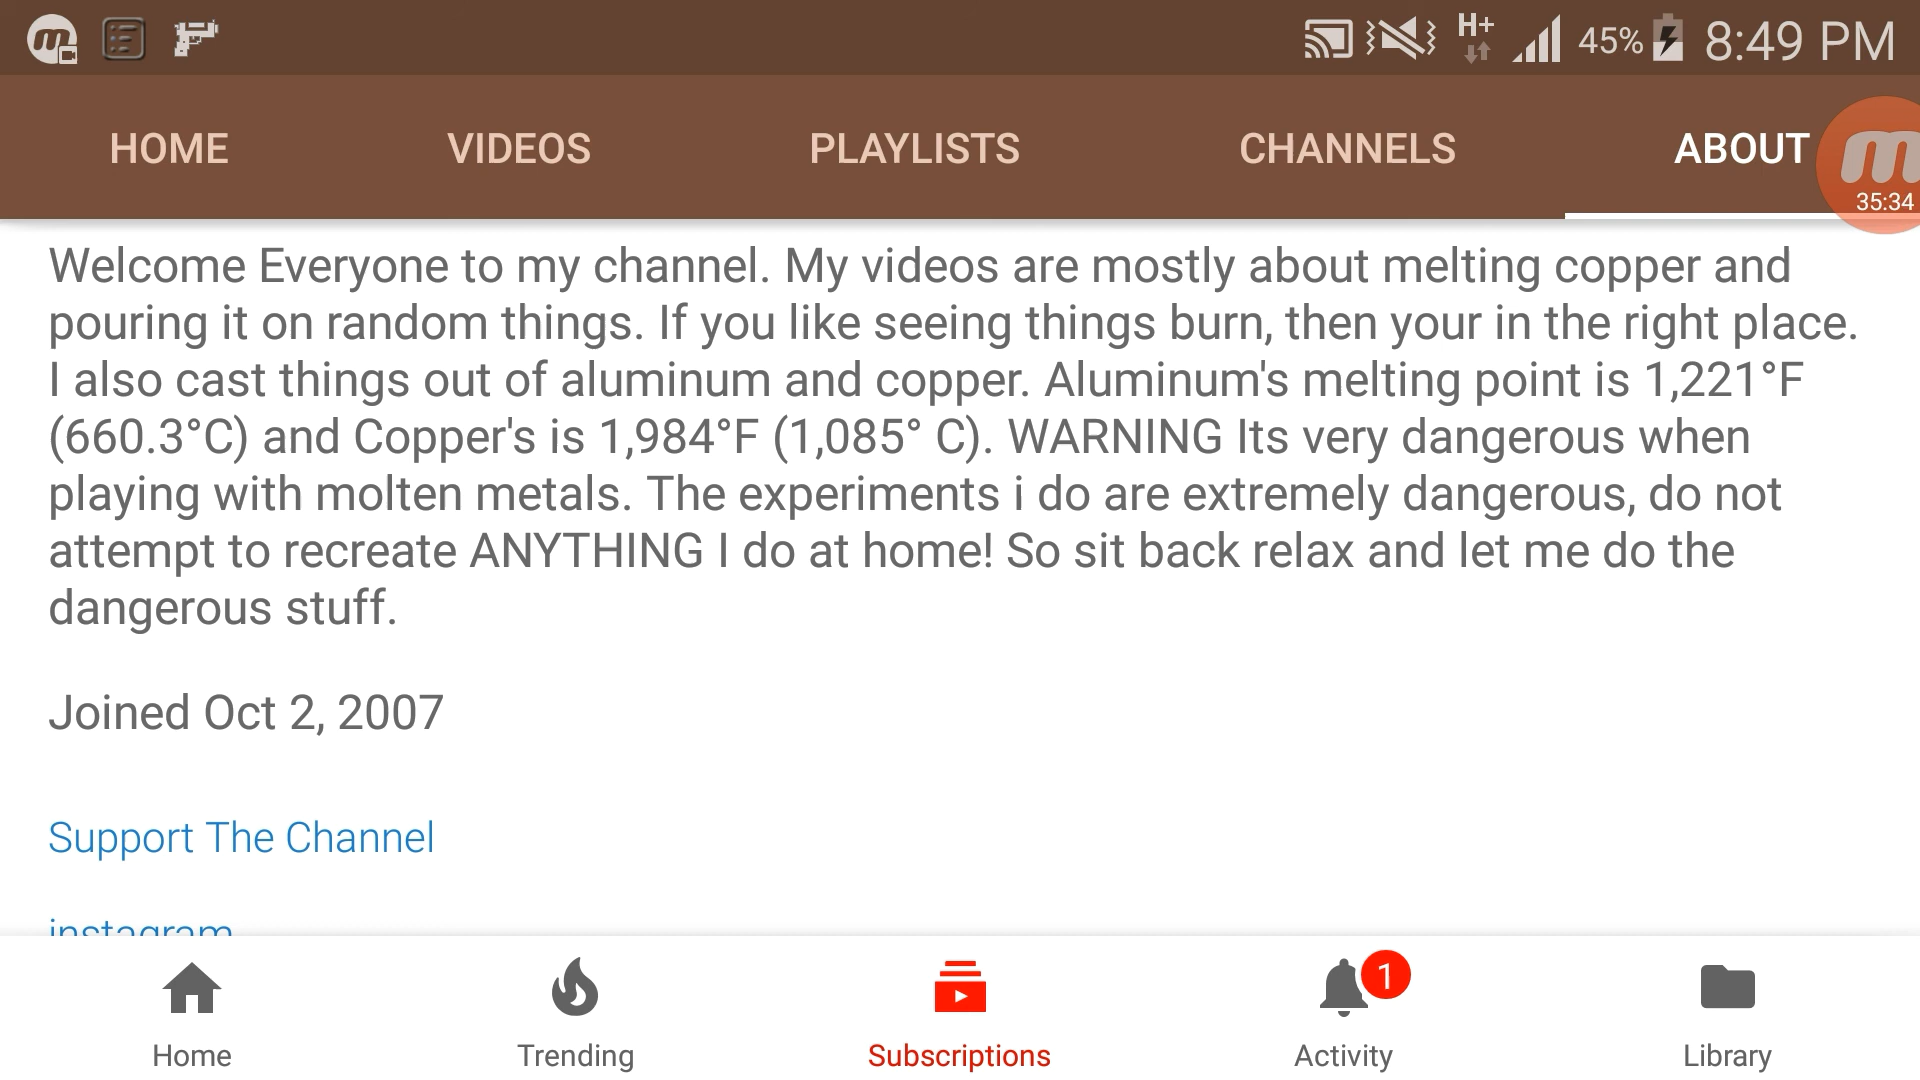 m H+ 45% 8:49 PM
HOME VIDEOS PLAYLISTS CHANNELS ABOUT m
35:34
Welcome Everyone to my channel. My videos are mostly about melting copper and
pouring it on random things. If you like seeing things burn, then your in the right place.
I also cast things out of aluminum and copper. Aluminum's melting point is 1,221°F
(660.3°C) and Copper's is 1,984°F (1,085° C). WARNING Its very dangerous when
playing with molten metals. The experiments i do are extremely dangerous, do not
attempt to recreate ANYTHING I do at home! So sit back relax and let me do the
dangerous stuff.
Joined Oct 2, 2007
Support The Channel
instagram
1
Home Trending Subscriptions Activity Library